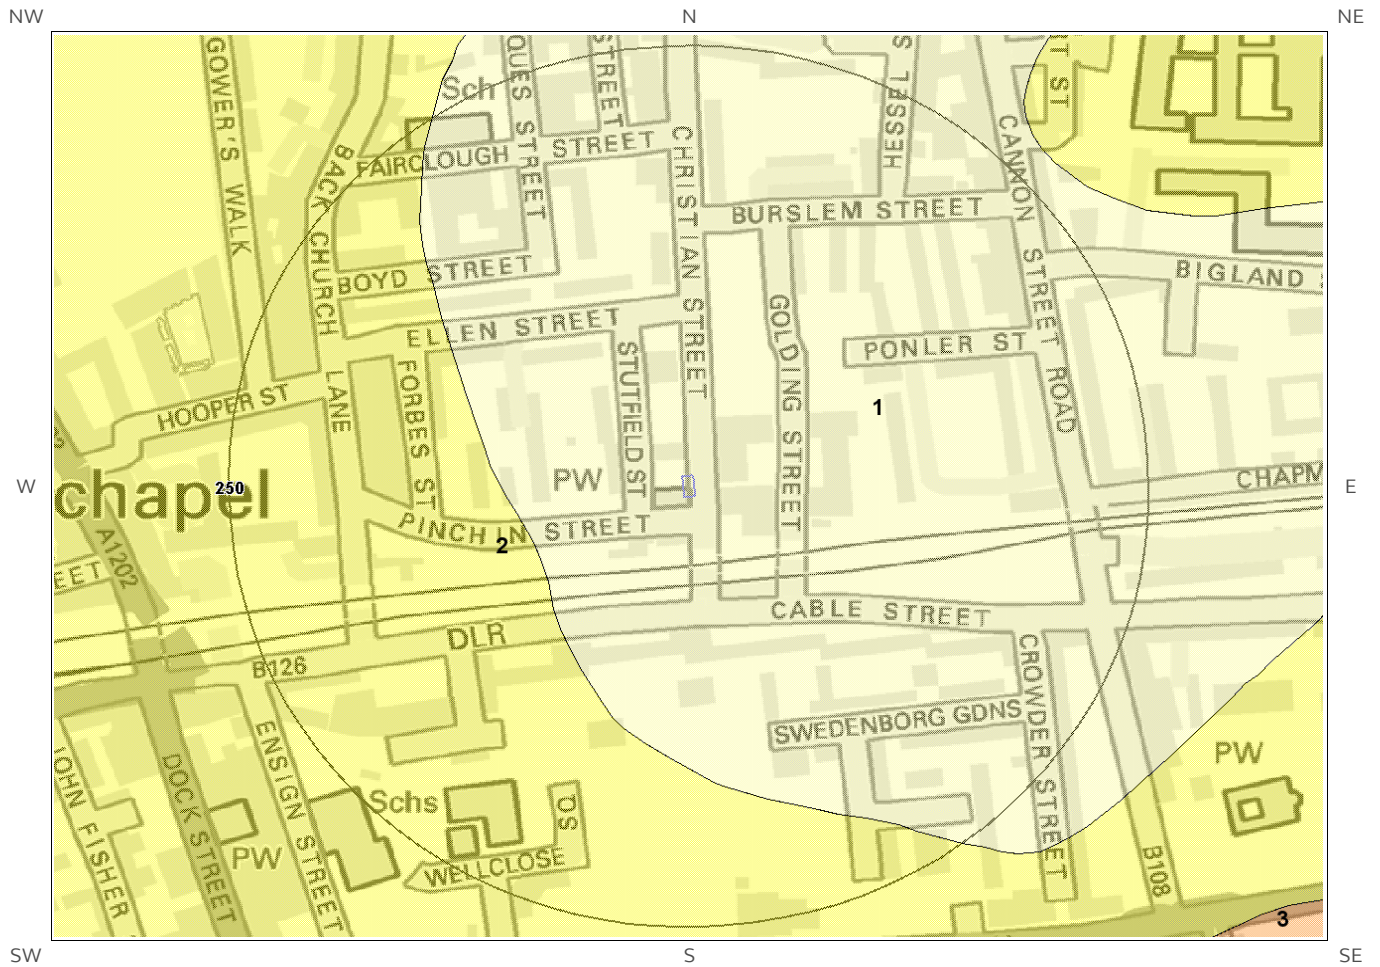 NW
N
NE
GOWER'S WALK
QUES STREET
STREET
HESSEL S
T ST
Sch
CANNON STREET ROAD
CHRISTIAN STREET
BACK CHURCH LANE
FAIRCLOUGH STREET
BURSLEM STREET
BOYD STREET
BIGLAND
ELLEN STREET
GOLDING STREET
PONLER ST
STUTFIELD ST
FORBES ST
HOOPER ST
1
W
chapel
250
PW
CHAPM
E
PINCHIN STREET
2
A1202
EET
CABLE STREET
DLR
B126
CROWDER STREET
SWEDENBORG GDNS
ENSIGN STREET
DOCK STREET
JOHN FISHER
PW
Schs
SQ
WELLCLOSE
PW
B108
3
SW
S
SE